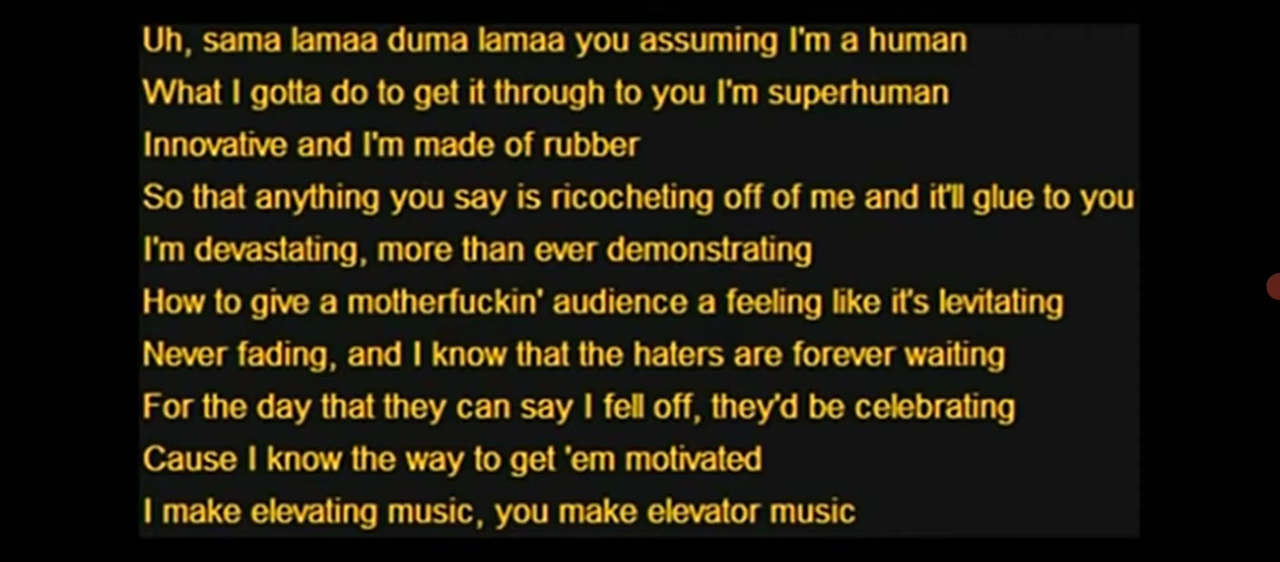 Uh, sama lamaa duma lamaa you assuming I'm a human
What I gotta do to get it through to you I'm superhuman
Innovative and I'm made of rubber
So that anything you say is ricocheting off of me and it'll glue to you
I'm devastating, more than ever demonstrating
How to give a motherfuckin' audience a feeling like it's levitating
Never fading, and I know that the haters are forever waiting
For the day that they can say I fell off, they'd be celebrating
Cause I know the way to get 'em motivated
I make elevating music, you make elevator music